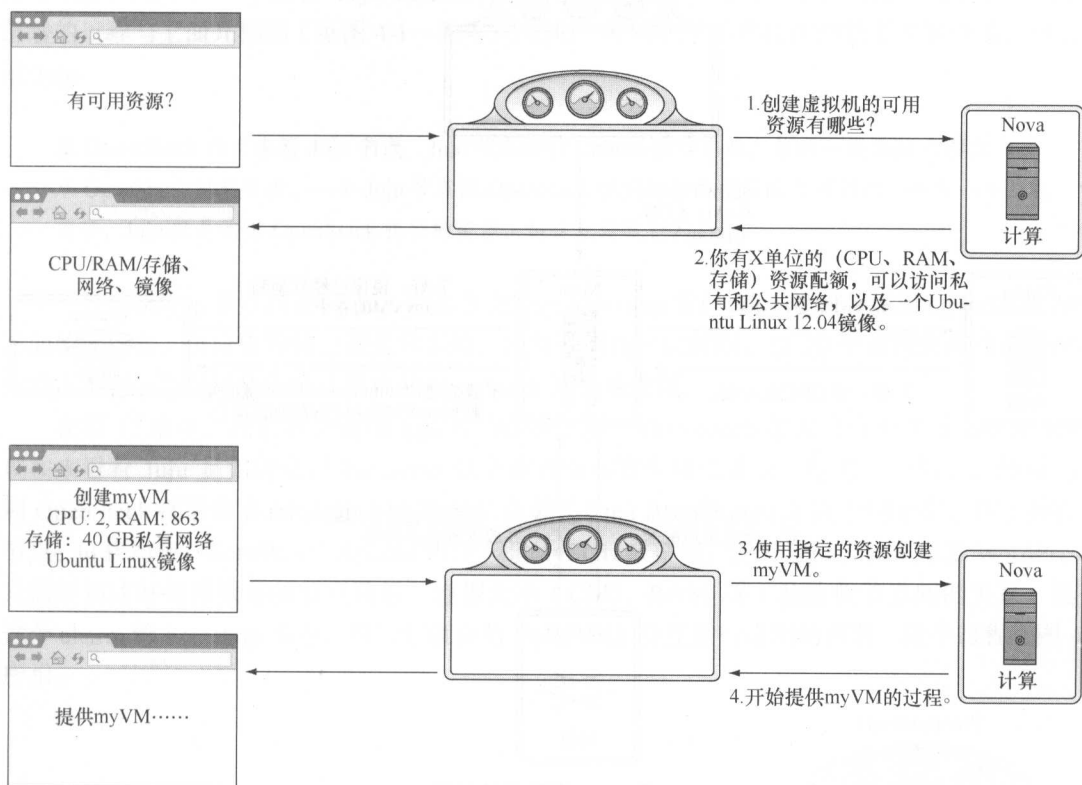 有可用资源?
CPU/RAM/存储、
网络、镜像
1.创建虚拟机的可用
资源有哪些?
2.你有X单位的（CPU、RAM、
存储）资源配额，可以访问私
有和公共网络，以及一个Ubu-
ntu Linux 12.04镜像。
Nova
计算
创建myVM
CPU: 2, RAM: 863
存储：40 GB私有网络
Ubuntu Linux镜像
提供myVM……
3.使用指定的资源创建
myVM。
4.开始提供myVM的过程。
Nova
计算